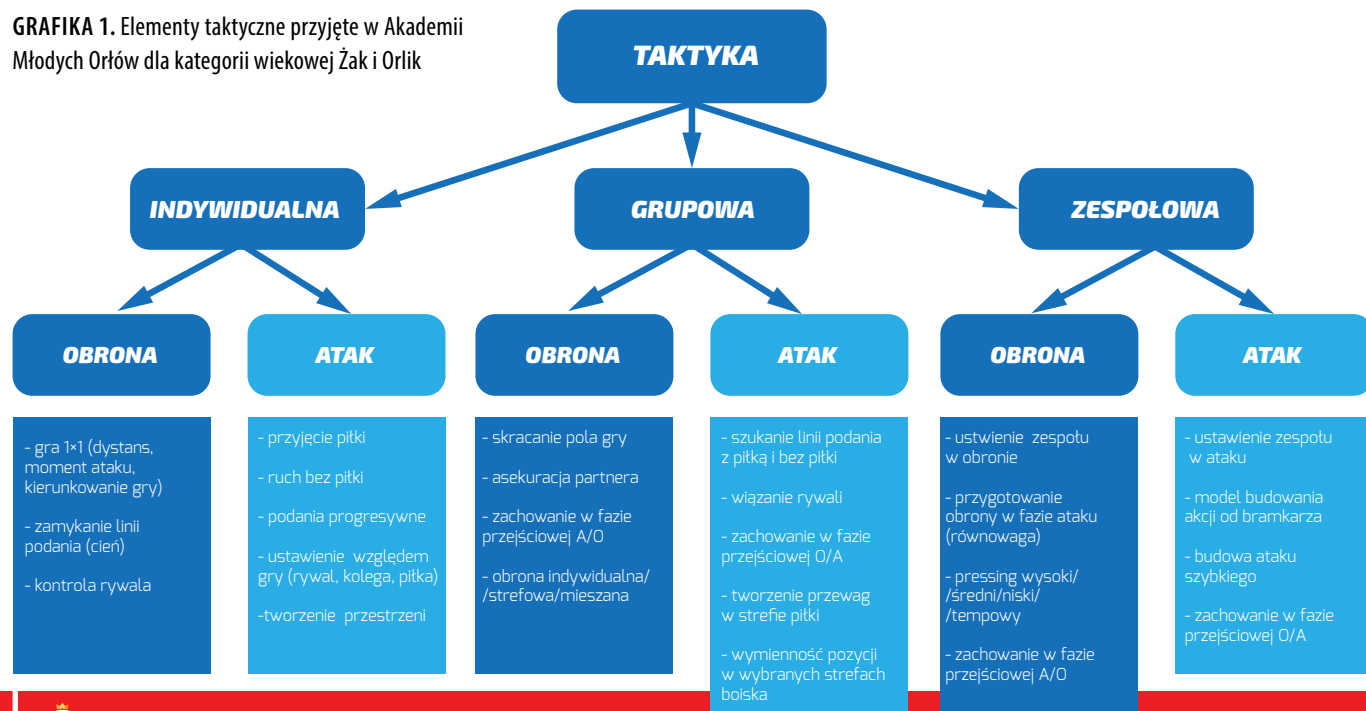 GRAFIKA 1. Elementy taktyczne przyjęte w Akademii
Młodych Orłów dla kategorii wiekowej Żak i Orlik
TAKTYKA
INDYWIDUALNA
GRUPOWA
ZESPOŁOWA
OBRONA
ATAK
OBRONA
ATAK
OBRONA
ATAK
- gra 1×1 (dystans,
moment ataku,
kierunkowanie gry)
- zamykanie linii
podania (cień)
- kontrola rywala
- przyjęcie piłki
- ruch bez piłki
- podania progresywne
- ustawienie względem
gry (rywal, kolega, piłka)
-tworzenie przestrzeni
- skracanie pola gry
- asekuracja partnera
- zachowanie w fazie
przejściowej A/O
- obrona indywidualna/
/strefowa/mieszana
- szukanie linii podania
z piłką i bez piłki
- wiązanie rywali
- zachowanie w fazie
przejściowej O/A
- tworzenie przewag
w strefie piłki
- wymienność pozycji
w wybranych strefach
boiska
- ustwienie zespołu
w obronie
- przygotowanie
obrony w fazie ataku
(równowaga)
- pressing wysoki/
/średni/niski/
/tempowy
- zachowanie w fazie
przejściowej A/O
- ustawienie zespołu
w ataku
- model budowania
akcji od bramkarza
- budowa ataku
szybkiego
- zachowanie w fazie
przejściowej O/A